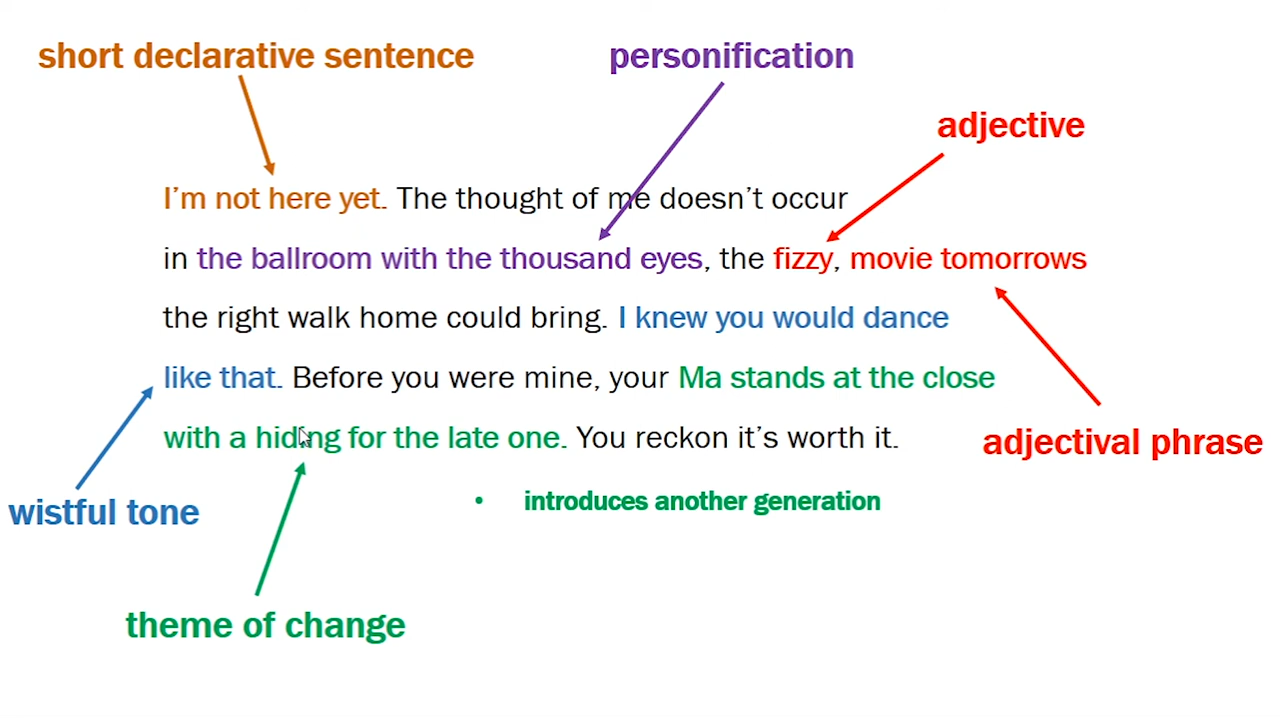 short declarative sentence
personification
adjective
I’m not here yet. The thought of me doesn’t occur
in the ballroom with the thousand eyes, the fizzy, movie tomorrows
the right walk home could bring. I knew you would dance
like that. Before you were mine, your Ma stands at the close
with a hiding for the late one. You reckon it’s worth it.
adjectival phrase
• introduces another generation
wistful tone
theme of change